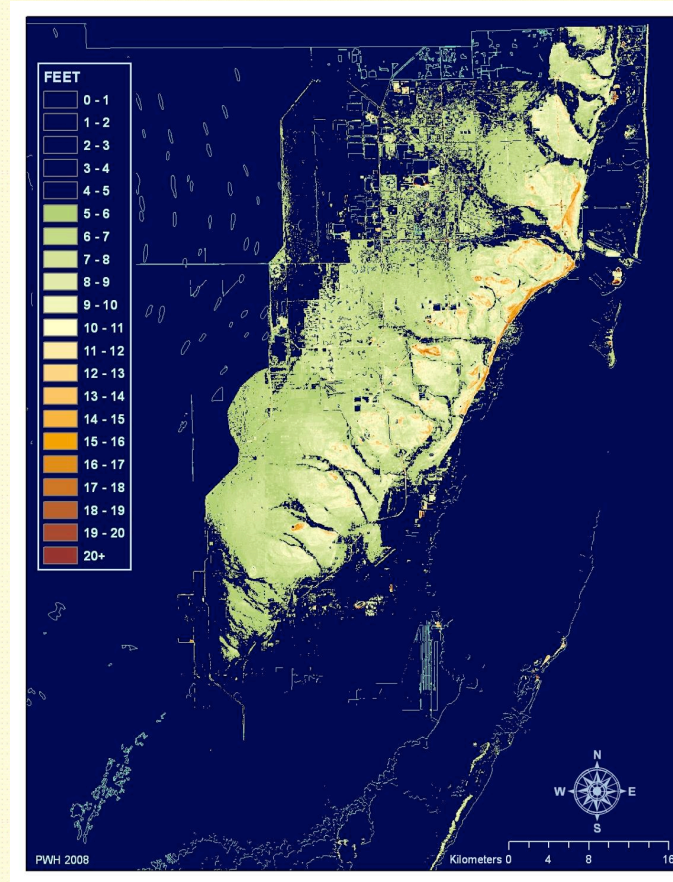 FEET
0 - 1
1 - 2
2 - 3
3 - 4
4 - 5
5 - 6
6 - 7
7 - 8
8 - 9
9 - 10
10 - 11
11 - 12
12 - 13
13 - 14
14 - 15
15 - 16
16 - 17
17 - 18
18 - 19
19 - 20
20+
N
W E
S
PWH 2008
Kilometers 0 4 8 16